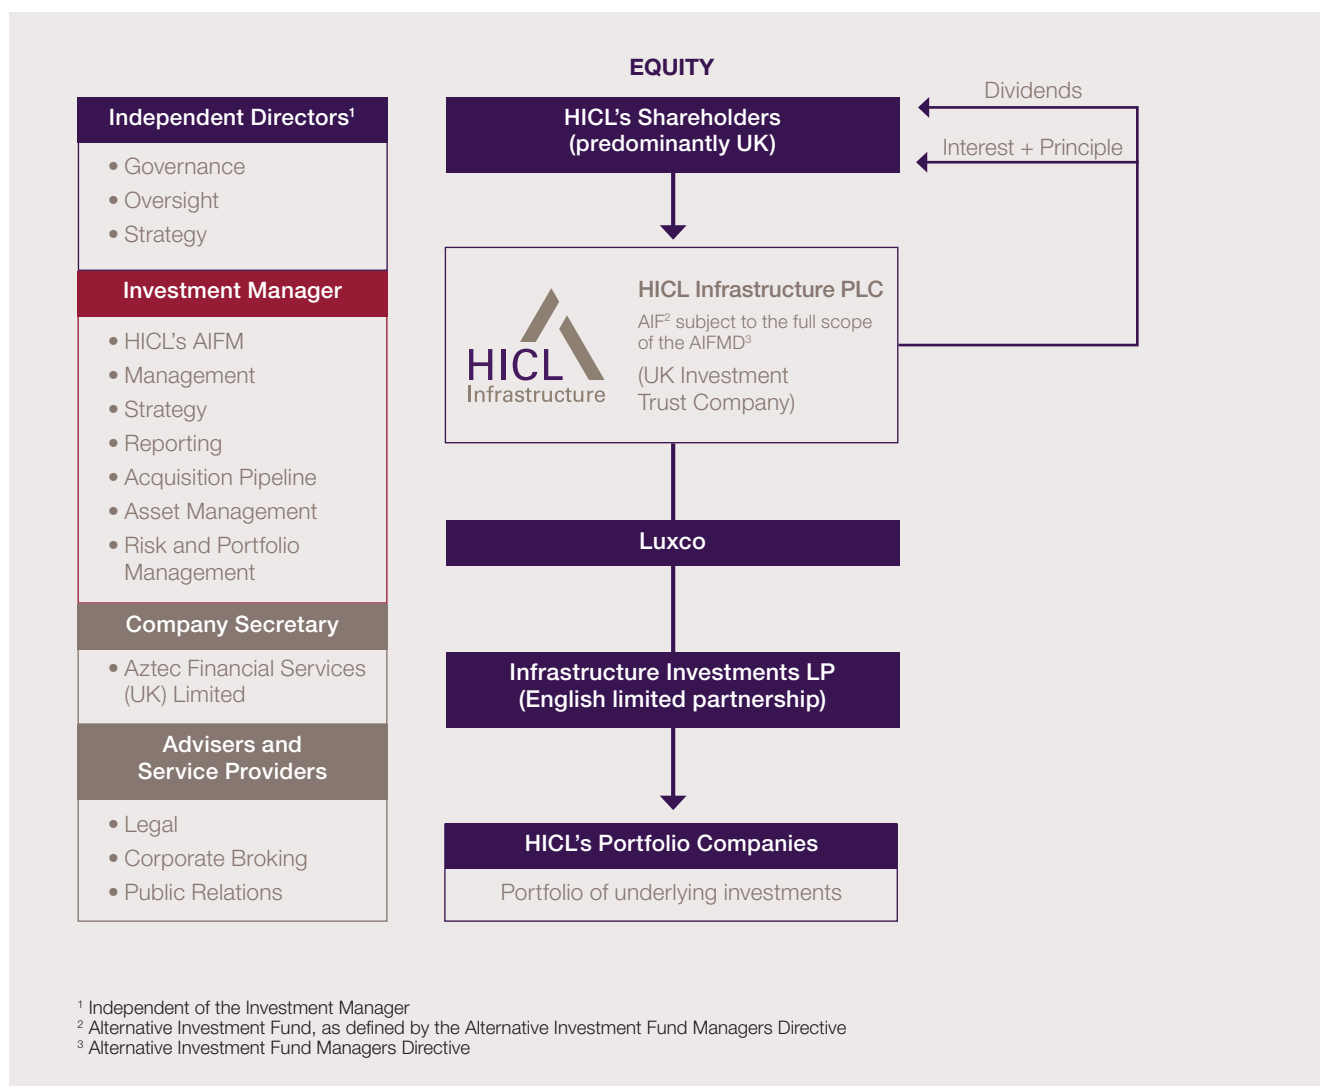 EQUITY
Independent Directors¹
• Governance
• Oversight
• Strategy
Investment Manager
• HICL's AIFM
• Management
• Strategy
• Reporting
• Acquisition Pipeline
• Asset Management
• Risk and Portfolio
Management
Company Secretary
• Aztec Financial Services
(UK) Limited
Advisers and
Service Providers
• Legal
• Corporate Broking
• Public Relations
HICL's Shareholders
(predominantly UK)
Dividends
Interest + Principle
HICL
Infrastructure
HICL Infrastructure PLC
AIF² subject to the full scope
of the AIFMD³
(UK Investment
Trust Company)
Luxco
Infrastructure Investments LP
(English limited partnership)
HICL's Portfolio Companies
Portfolio of underlying investments
¹ Independent of the Investment Manager
² Alternative Investment Fund, as defined by the Alternative Investment Fund Managers Directive
³ Alternative Investment Fund Managers Directive